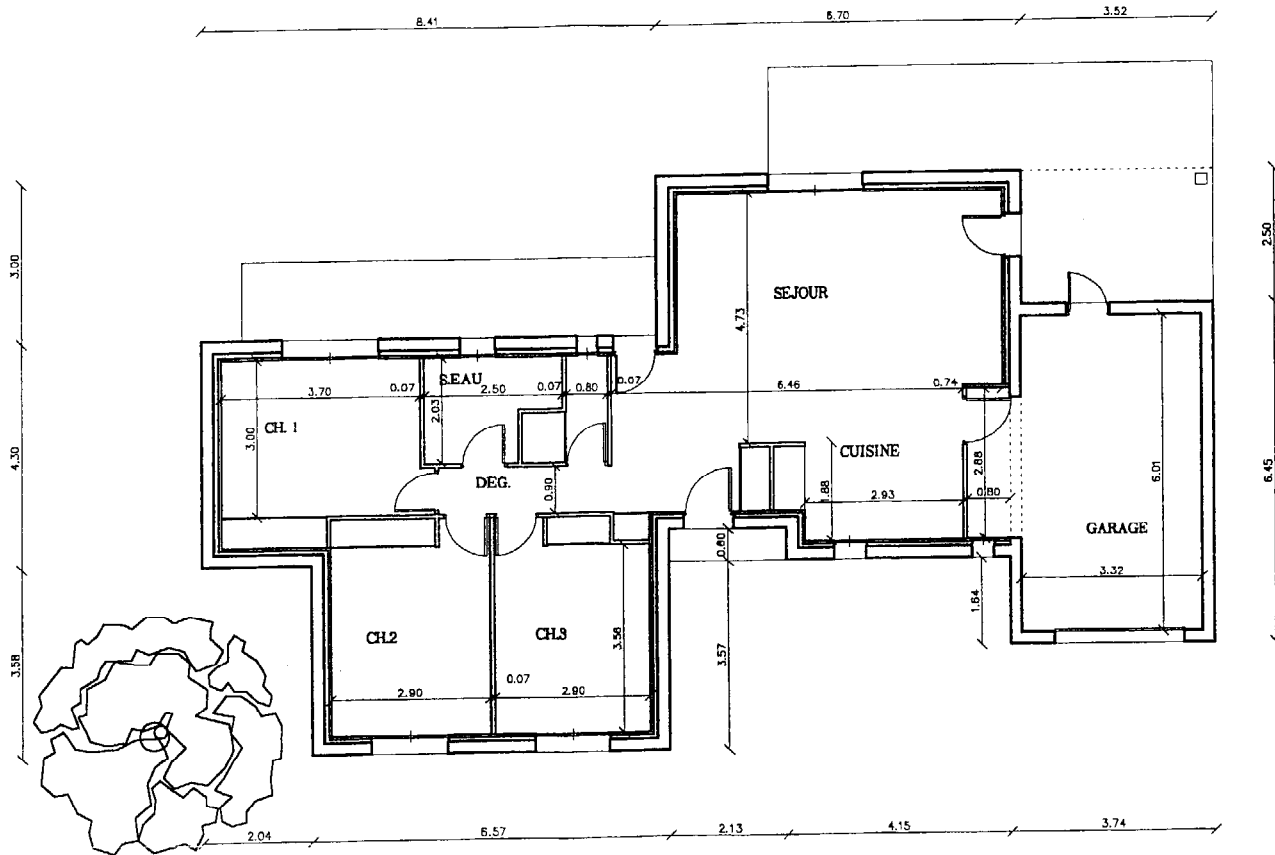 8.41 6.70 3.52
3.00
2.50
SEJOUR
4.73
S.EAU
3.70 0.07 2.50 0.07 0.80 0.07 6.46 0.74
2.03
CH. 1
3.00
4.30
CUISINE
DEG.
0.90
1.88
2.93
2.88
0.80
6.01
6.45
GARAGE
0.80
3.32
1.64
CH.2
CH.3
3.58
3.57
3.58
0.07
2.90 2.90
2.04 6.57 2.13 4.15 3.74